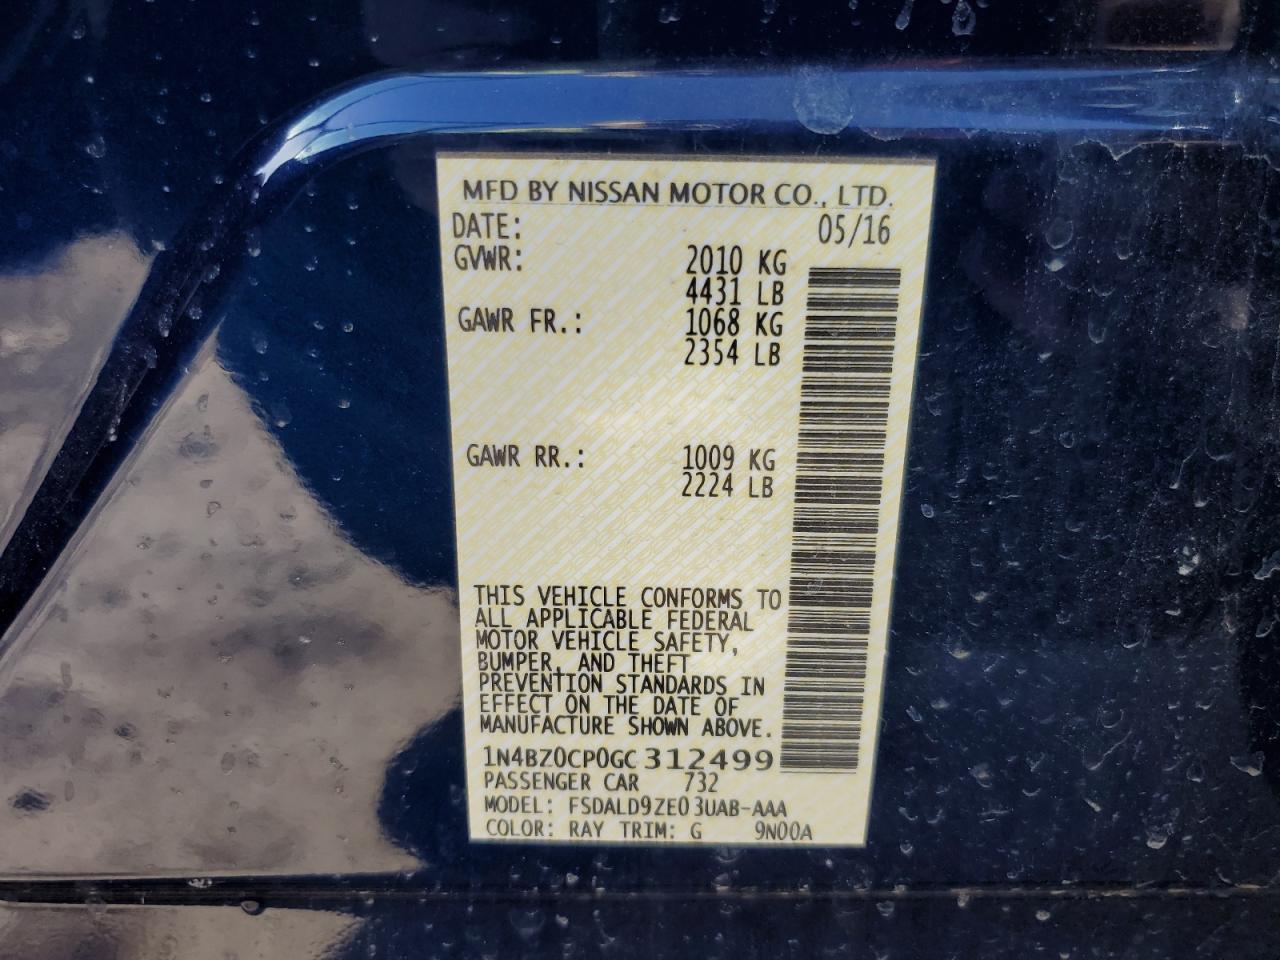 MFD BY NISSAN MOTOR CO., LTD.
DATE: 05/16
GVWR: 2010 KG
4431 LB
GAWR FR.: 1068 KG
2354 LB
GAWR RR.: 1009 KG
2224 LB
THIS VEHICLE CONFORMS TO
ALL APPLICABLE FEDERAL
MOTOR VEHICLE SAFETY,
BUMPER, AND THEFT
PREVENTION STANDARDS IN
EFFECT ON THE DATE OF
MANUFACTURE SHOWN ABOVE.
1N4BZ0CP0GC312499
PASSENGER CAR 732
MODEL: FSDALD9ZE03UAB-AAA
COLOR: RAY TRIM: G 9N00A